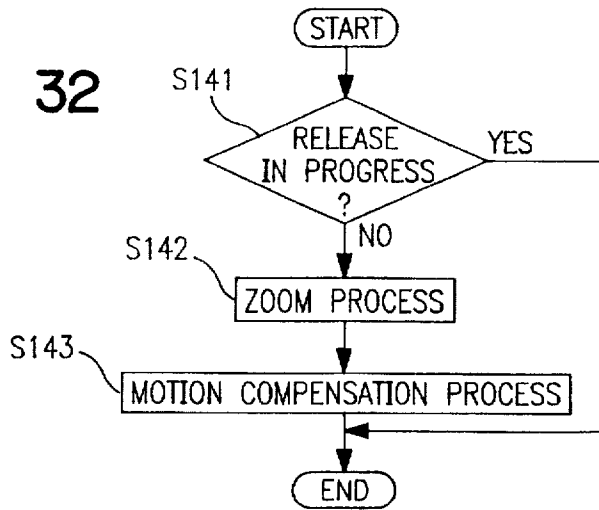 START
32
S141
RELEASE
IN PROGRESS
?
YES
NO
S142
ZOOM PROCESS
S143
MOTION COMPENSATION PROCESS
END